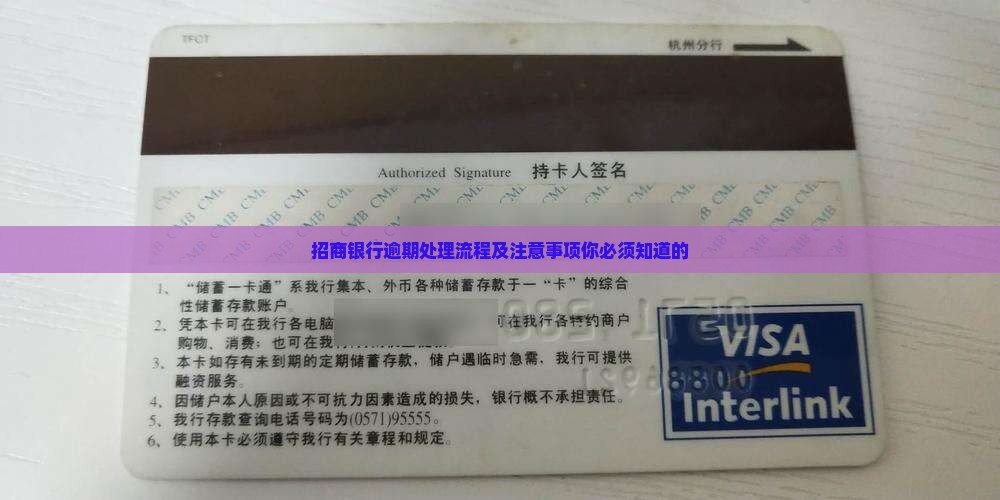 TFCT
杭州分行
Authorized Signature 持卡人签名
CMB CMB CMB CMB CMB
招商银行逾期处理流程及注意事项你必须知道的
1、“储蓄一卡通”系我行集本、外币各种储蓄存款于一“卡”的综合
性储蓄存款账户
2、凭本卡可在我行各电脑 可在我行各特约商户
购物、消费；也可在我
3、本卡如存有未到期的定期储蓄存款，储户遇临时急需，我行可提供
融资服务。
4、因储户本人原因或不可抗力因素造成的损失，银行概不承担责任。
5、我行存款查询电话号码为(0571)95555。
6、使用本卡必须遵守我行有关章程和规定。
VISA
Interlink